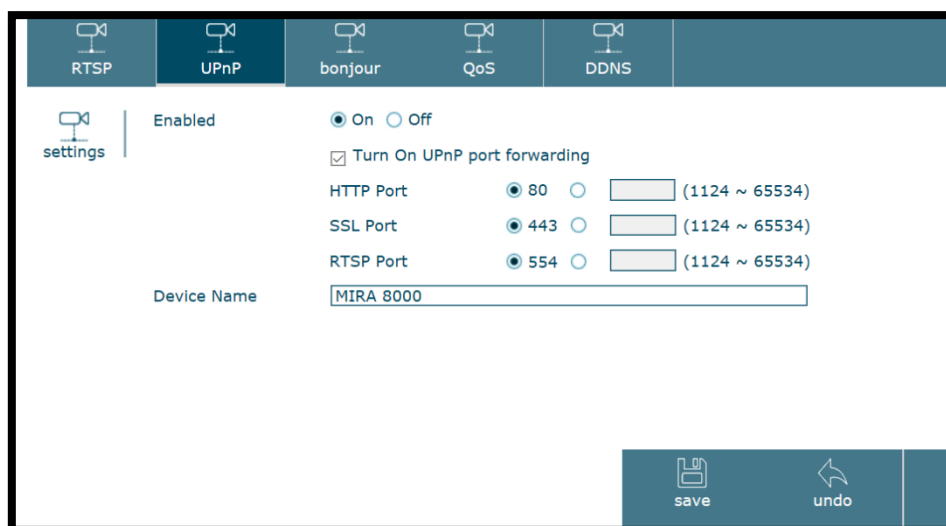 RTSP UPnP bonjour QoS DDNS
settings
Enabled On Off
Turn On UPnP port forwarding
HTTP Port 80 (1124 ~ 65534)
SSL Port 443 (1124 ~ 65534)
RTSP Port 554 (1124 ~ 65534)
Device Name MIRA 8000
save undo